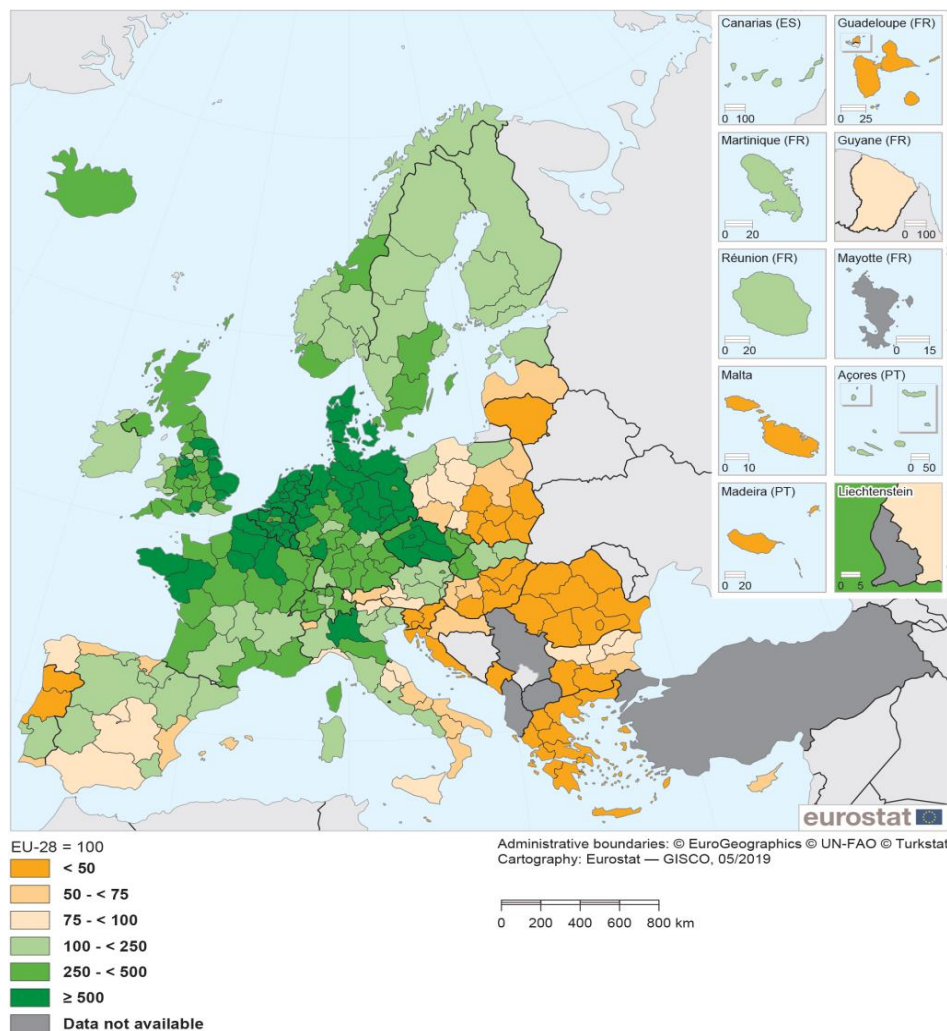 Canarias (ES)
0 100
Guadeloupe (FR)
0 25
Martinique (FR)
0 20
Guyane (FR)
0 100
Réunion (FR)
0 20
Mayotte (FR)
0 15
Malta
0 10
Açores (PT)
0 50
Madeira (PT)
0 20
Liechtenstein
0 5
eurostat
EU-28 = 100
< 50
50 - < 75
75 - < 100
100 - < 250
250 - < 500
≥ 500
Data not available
Administrative boundaries: © EuroGeographics © UN-FAO © Turkstat
Cartography: Eurostat — GISCO, 05/2019
0 200 400 600 800 km